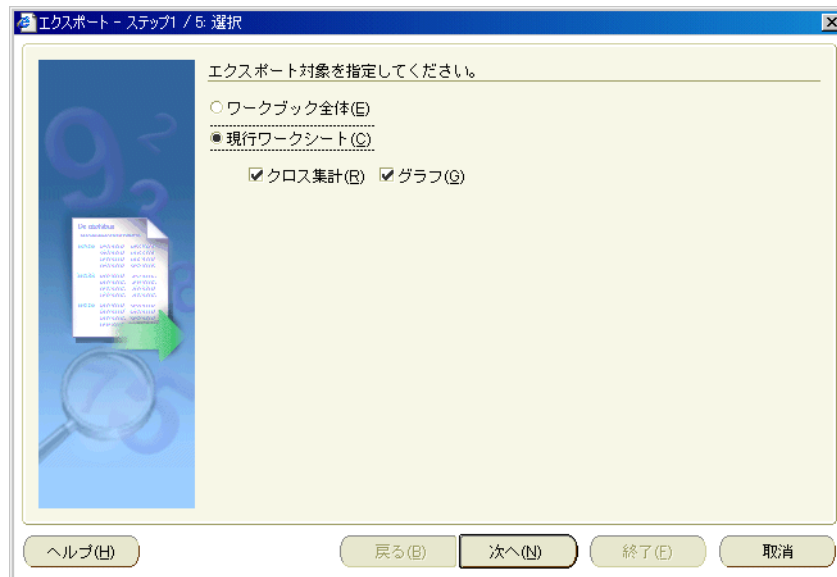 エクスポート - ステップ1 / 5: 選択
エクスポート対象を指定してください。
ワークブック全体(E)
現行ワークシート(C)
クロス集計(R) グラフ(G)
ヘルプ(H) 戻る(B) 次へ(N) 終了(F) 取消